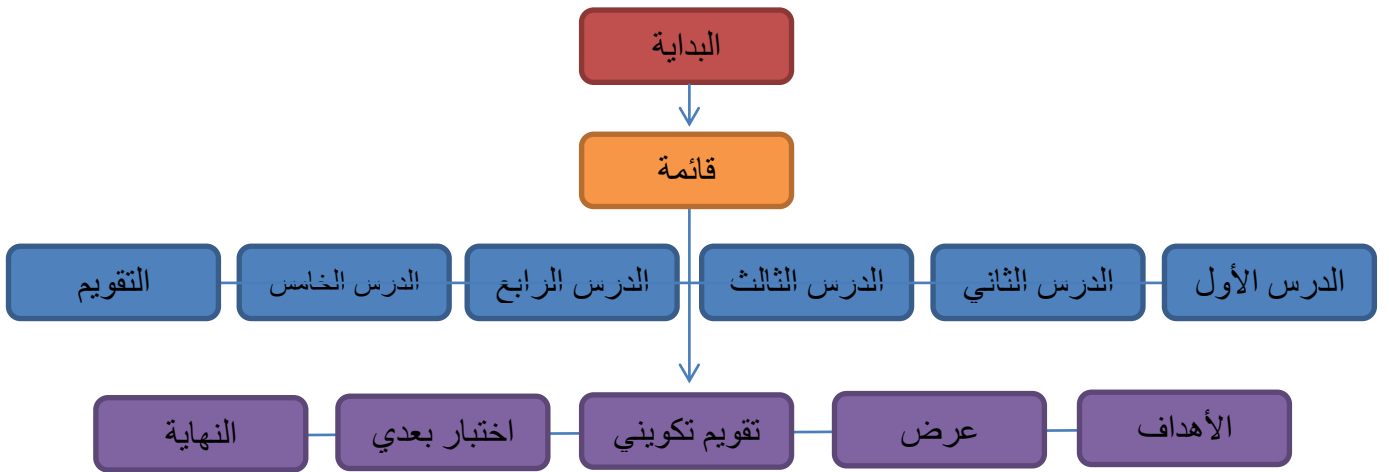 البداية
قائمة
الدرس الأول
الدرس الثاني
الدرس الثالث
الدرس الرابع
الدرس الخامس
التقويم
الأهداف
عرض
تقويم تكويني
اختبار بعدي
النهاية